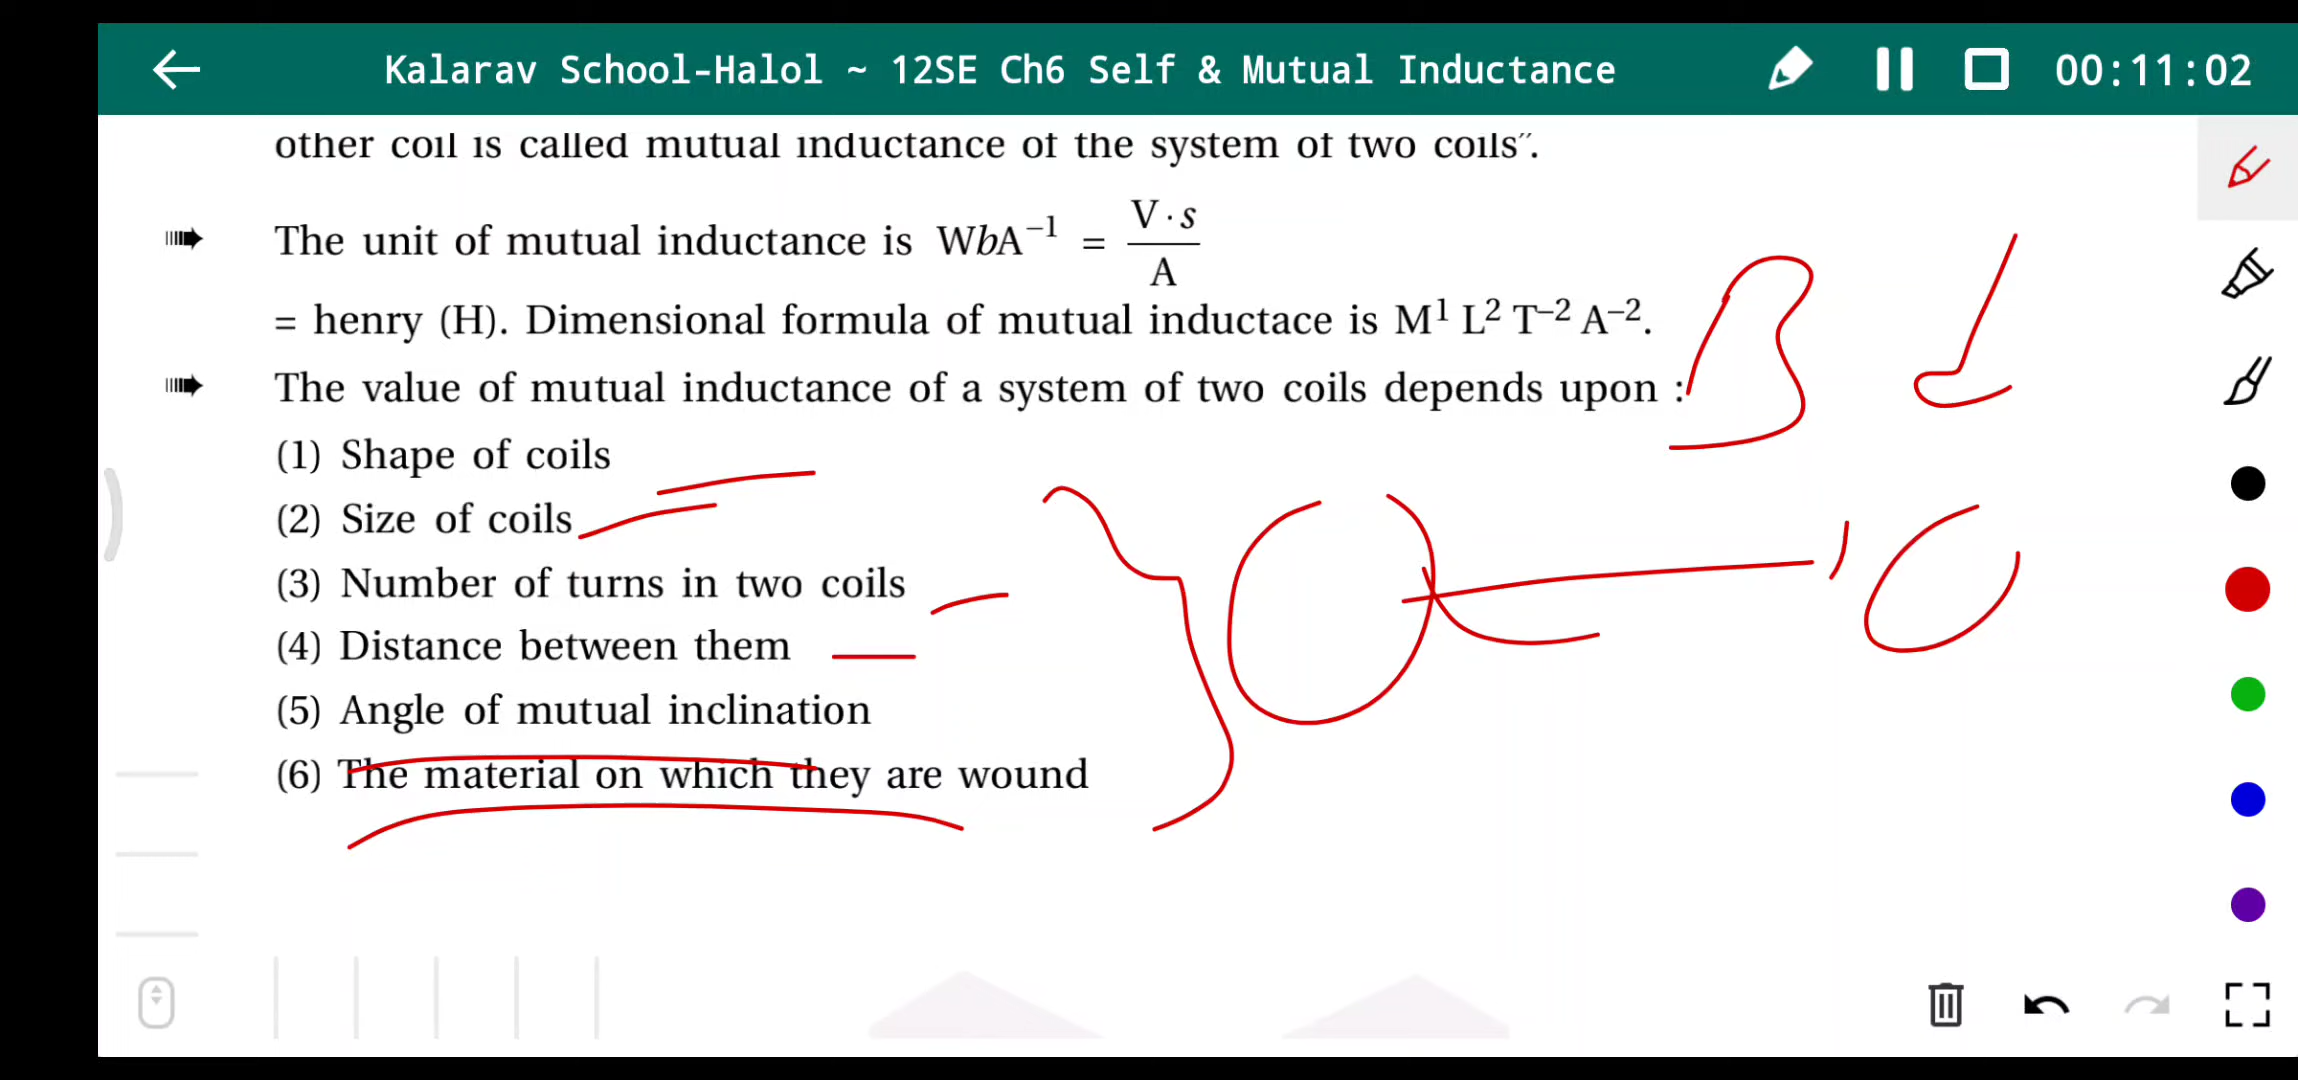 Kalarav School-Halol ~ 12SE Ch6 Self & Mutual Inductance 00:11:02
other coil is called mutual inductance of the system of two coils”.
The unit of mutual inductance is WbA⁻¹ = V·s/A
= henry (H). Dimensional formula of mutual inductace is M¹ L² T⁻² A⁻².
The value of mutual inductance of a system of two coils depends upon :
(1) Shape of coils
(2) Size of coils
(3) Number of turns in two coils
(4) Distance between them
(5) Angle of mutual inclination
(6) The material on which they are wound